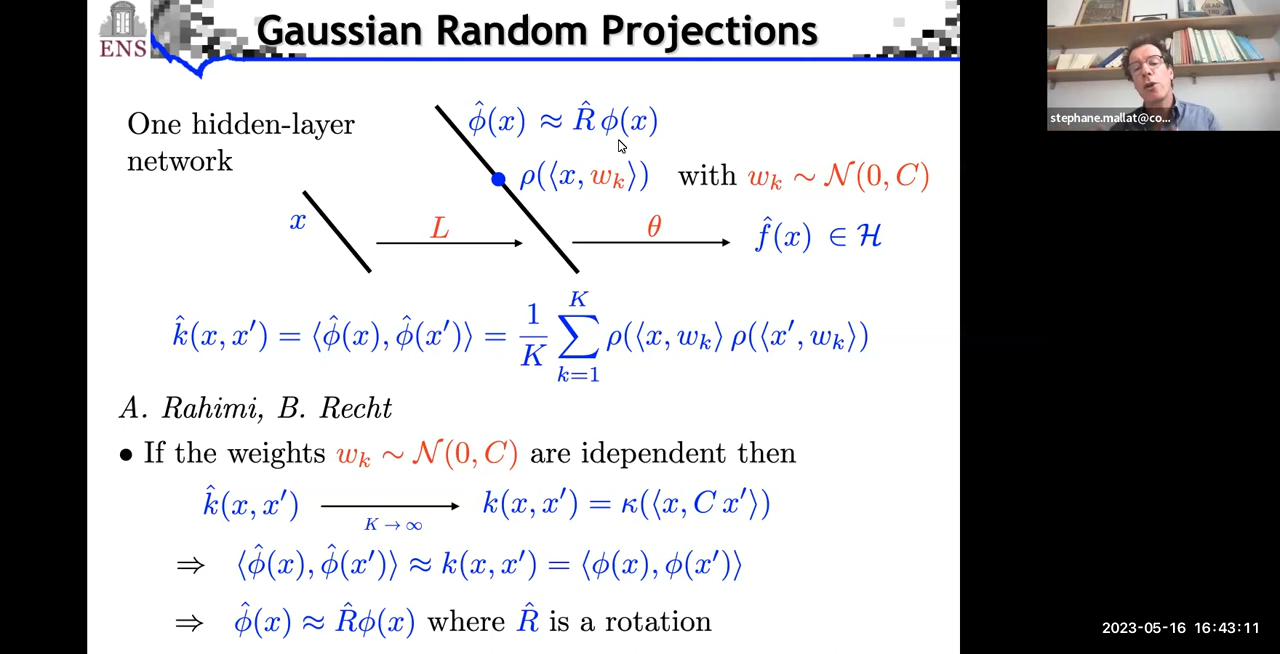 ENS
Gaussian Random Projections
One hidden-layer
network
ϕ̂(x) ≈ R̂ ϕ(x)
ρ(⟨x, w_k⟩) with w_k ∼ 𝒩(0, C)
x
L
θ
f̂(x) ∈ ℋ
k̂(x, x′) = ⟨ϕ̂(x), ϕ̂(x′)⟩ = 1/K ∑_{k=1}^{K} ρ(⟨x, w_k⟩ ρ(⟨x′, w_k⟩)
A. Rahimi, B. Recht
• If the weights w_k ∼ 𝒩(0, C) are idependent then
k̂(x, x′) ⟶_{K → ∞} k(x, x′) = κ(⟨x, C x′⟩)
⇒ ⟨ϕ̂(x), ϕ̂(x′)⟩ ≈ k(x, x′) = ⟨ϕ(x), ϕ(x′)⟩
⇒ ϕ̂(x) ≈ R̂ϕ(x) where R̂ is a rotation
stephane.mallat@co...
2023-05-16 16:43:11